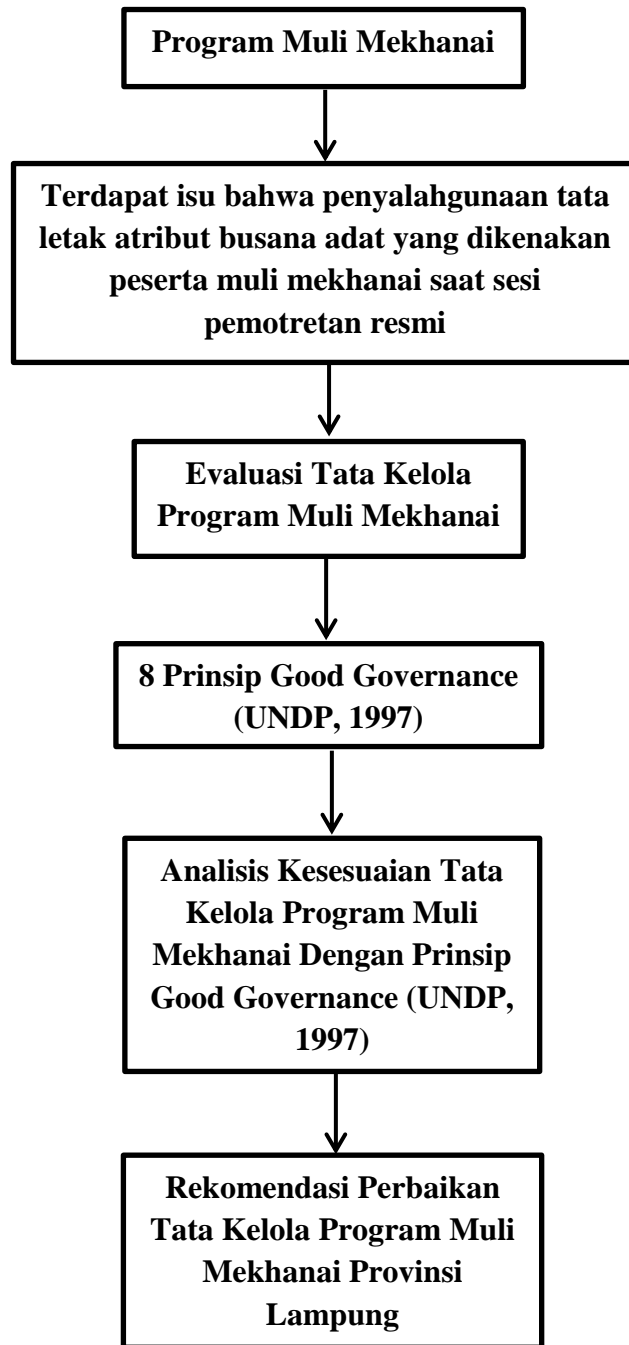 Program Muli Mekhanai
Terdapat isu bahwa penyalahgunaan tata
letak atribut busana adat yang dikenakan
peserta muli mekhanai saat sesi
pemotretan resmi
Evaluasi Tata Kelola
Program Muli Mekhanai
8 Prinsip Good Governance
(UNDP, 1997)
Analisis Kesesuaian Tata
Kelola Program Muli
Mekhanai Dengan Prinsip
Good Governance (UNDP,
1997)
Rekomendasi Perbaikan
Tata Kelola Program Muli
Mekhanai Provinsi
Lampung